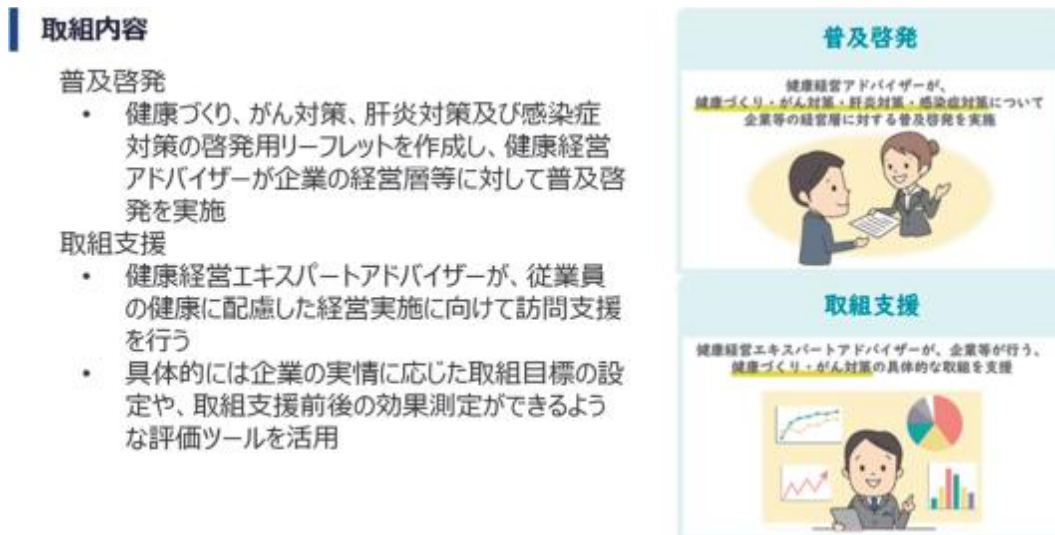 取組内容
普及啓発
• 健康づくり、がん対策、肝炎対策及び感染症
対策の啓発用リーフレットを作成し、健康経営
アドバイザーが企業の経営層等に対して普及啓
発を実施
取組支援
• 健康経営エキスパートアドバイザーが、従業員
の健康に配慮した経営実施に向けて訪問支援
を行う
• 具体的には企業の実情に応じた取組目標の設
定や、取組支援前後の効果測定ができるよう
な評価ツールを活用
普及啓発
健康経営アドバイザーが、
健康づくり・がん対策・肝炎対策・感染症対策について
企業等の経営層に対する普及啓発を実施
取組支援
健康経営エキスパートアドバイザーが、企業等が行う、
健康づくり・がん対策の具体的な取組を支援